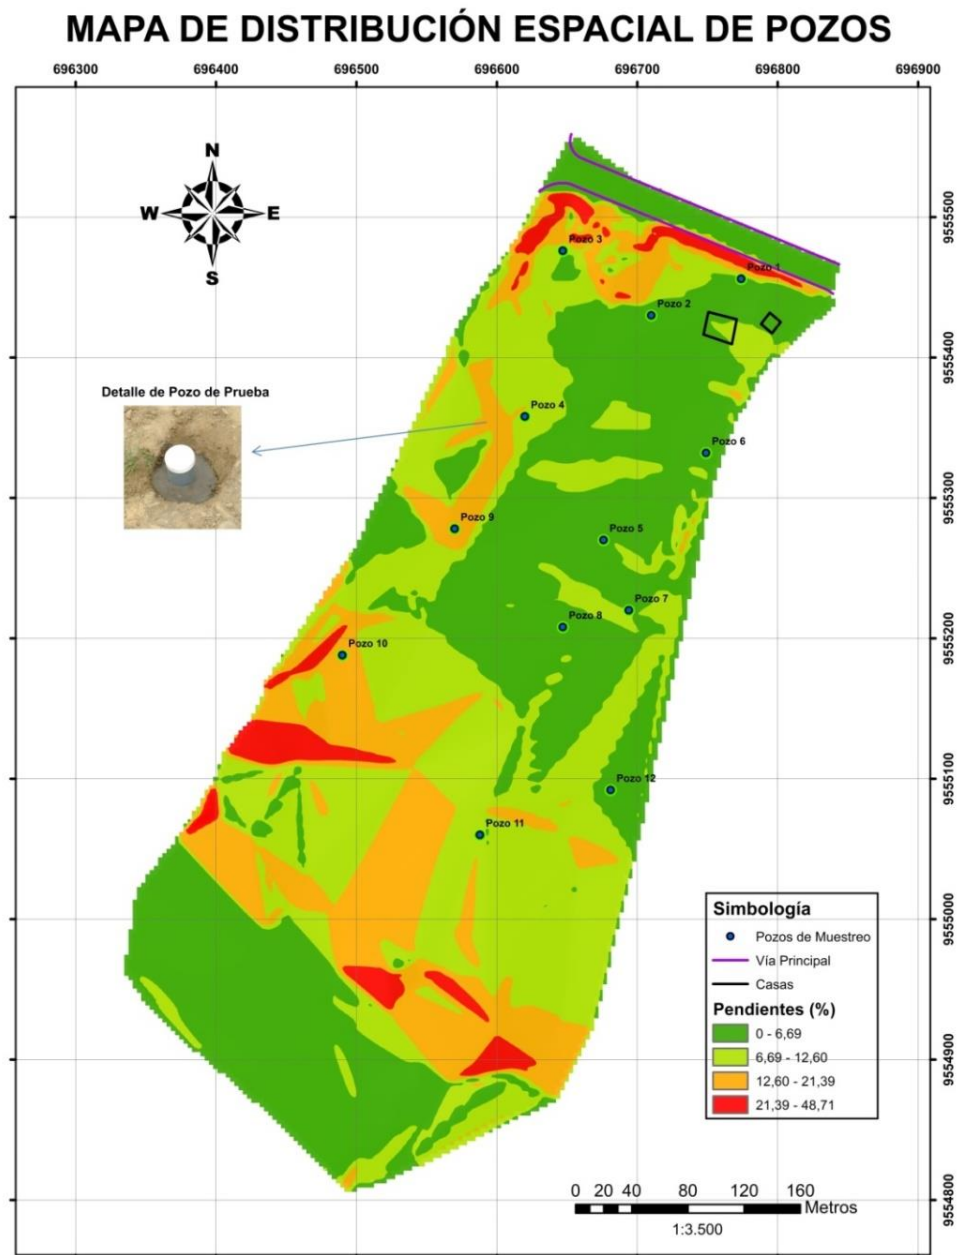 MAPA DE DISTRIBUCIÓN ESPACIAL DE POZOS
696300 696400 696500 696600 696700 696800 696900
N
W E
S
9555500
Pozo 3
Pozo 1
Pozo 2
9555400
Detalle de Pozo de Prueba
Pozo 4
Pozo 6
9555300
Pozo 9
Pozo 5
Pozo 7
Pozo 8
9555200
Pozo 10
9555100
Pozo 12
Pozo 11
9555000
Simbología
Pozos de Muestreo
Vía Principal
Casas
Pendientes (%)
0 - 6,69
6,69 - 12,60
12,60 - 21,39
21,39 - 48,71
9554900
9554800
0 20 40 80 120 160
Metros
1:3.500